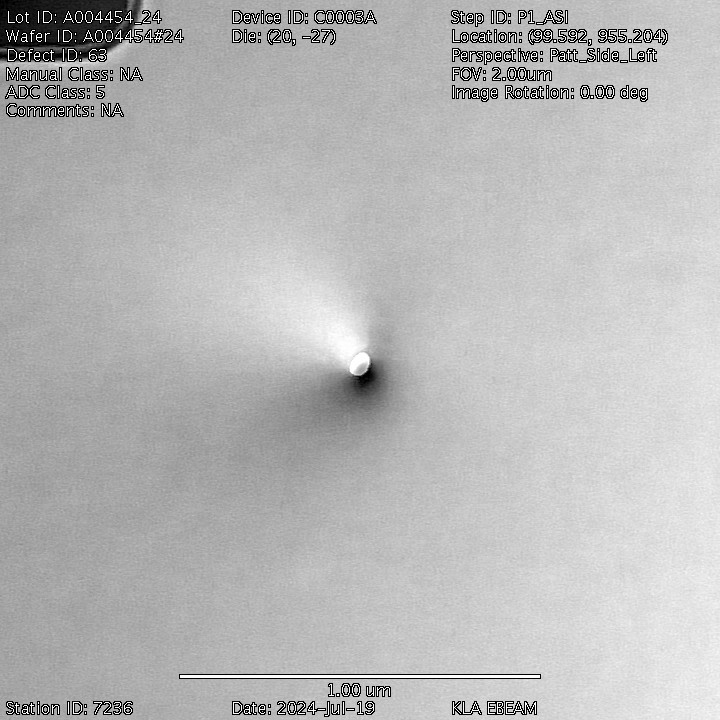 Lot ID: A004454_24 Device ID: C0003A Step ID: P1_ASI
Wafer ID: A004454#24 Die: (20, -27) Location: (99.592, 955.204)
Defect ID: 63 Perspective: Patt_Side_Left
Manual Class: NA FOV: 2.00um
ADC Class: 5 Image Rotation: 0.00 deg
Comments: NA
1.00 um
Station ID: 7236 Date: 2024-Jul-19 KLA EBEAM